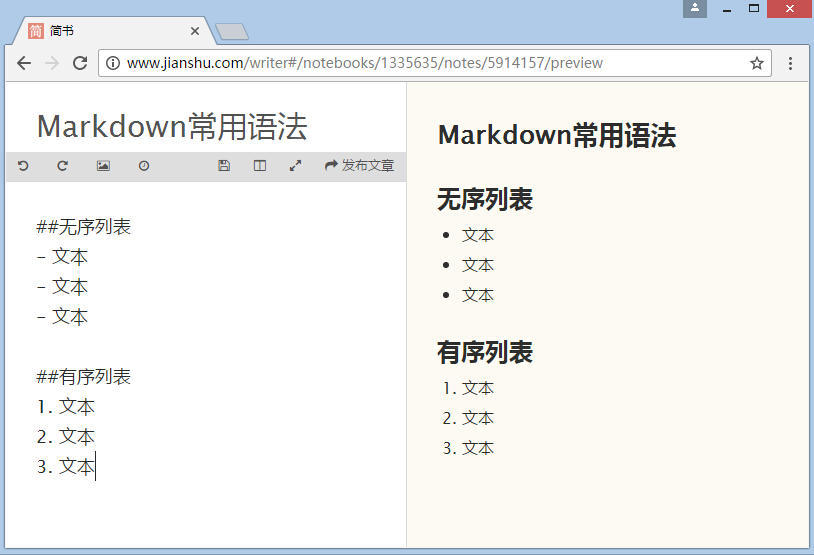 简 简书
www.jianshu.com/writer#/notebooks/1335635/notes/5914157/preview
Markdown常用语法
发布文章
##无序列表
- 文本
- 文本
- 文本
##有序列表
1. 文本
2. 文本
3. 文本
Markdown常用语法
无序列表
• 文本
• 文本
• 文本
有序列表
1. 文本
2. 文本
3. 文本